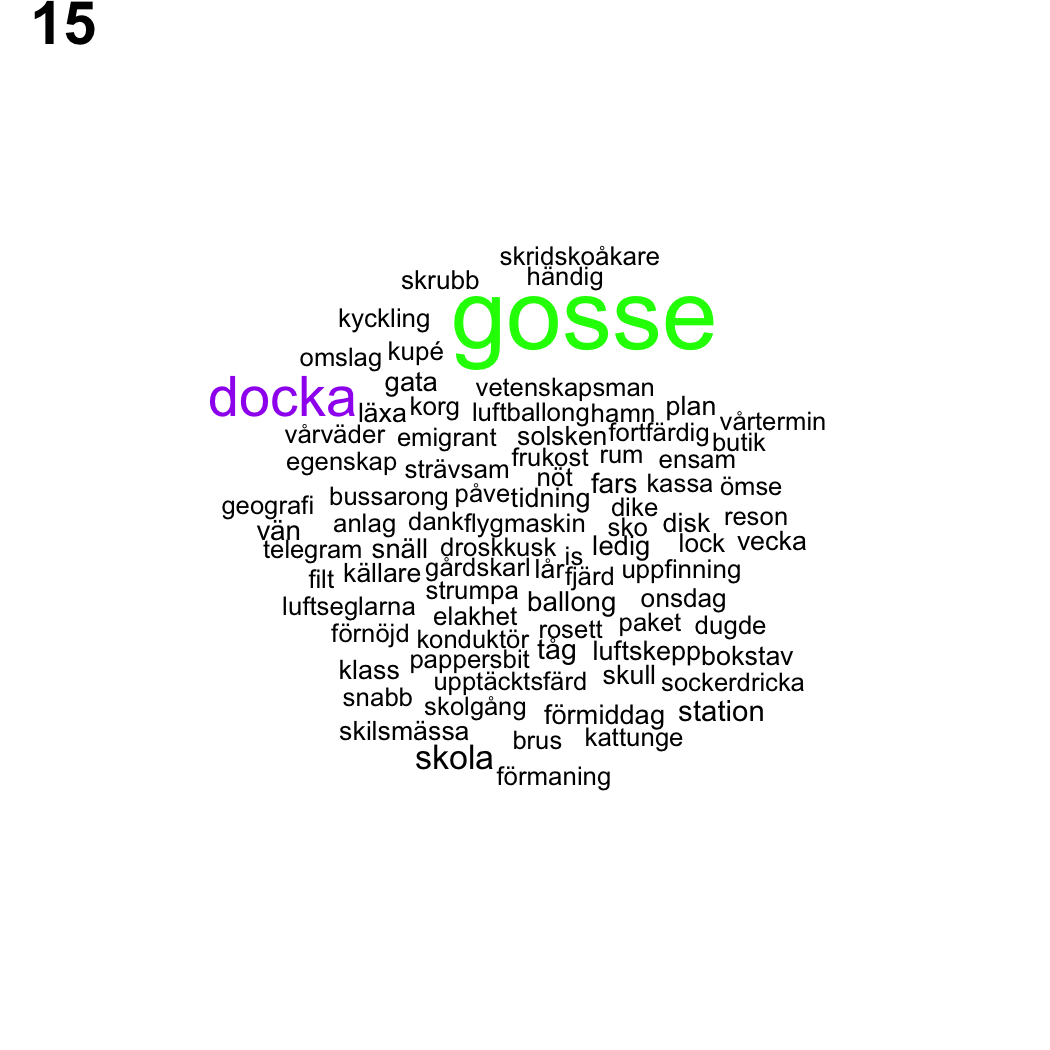 15
skridskoåkare
skrubb händig
kyckling gosse
omslag kupé
docka gata vetenskapsman
läxa korg luftballong hamn plan vårtermin
vårväder emigrant solsken fortfärdig butik
egenskap strävsam frukost rum ensam
nöt fars kassa ömse
geografi bussarong påve tidning dike
vän anlag dank flygmaskin sko disk reson
telegram snäll droskkusk is ledig lock vecka
filt källare gårdskarl lår fjärd uppfinning
luftseglarna strumpa ballong onsdag
förnöjd elakhet rosett paket dugde
konduktör tåg luftskepp bokstav
klass pappersbit
snabb upptäcktsfärd skull sockerdricka
skolgång förmiddag station
skilsmässa brus kattunge
skola förmaning